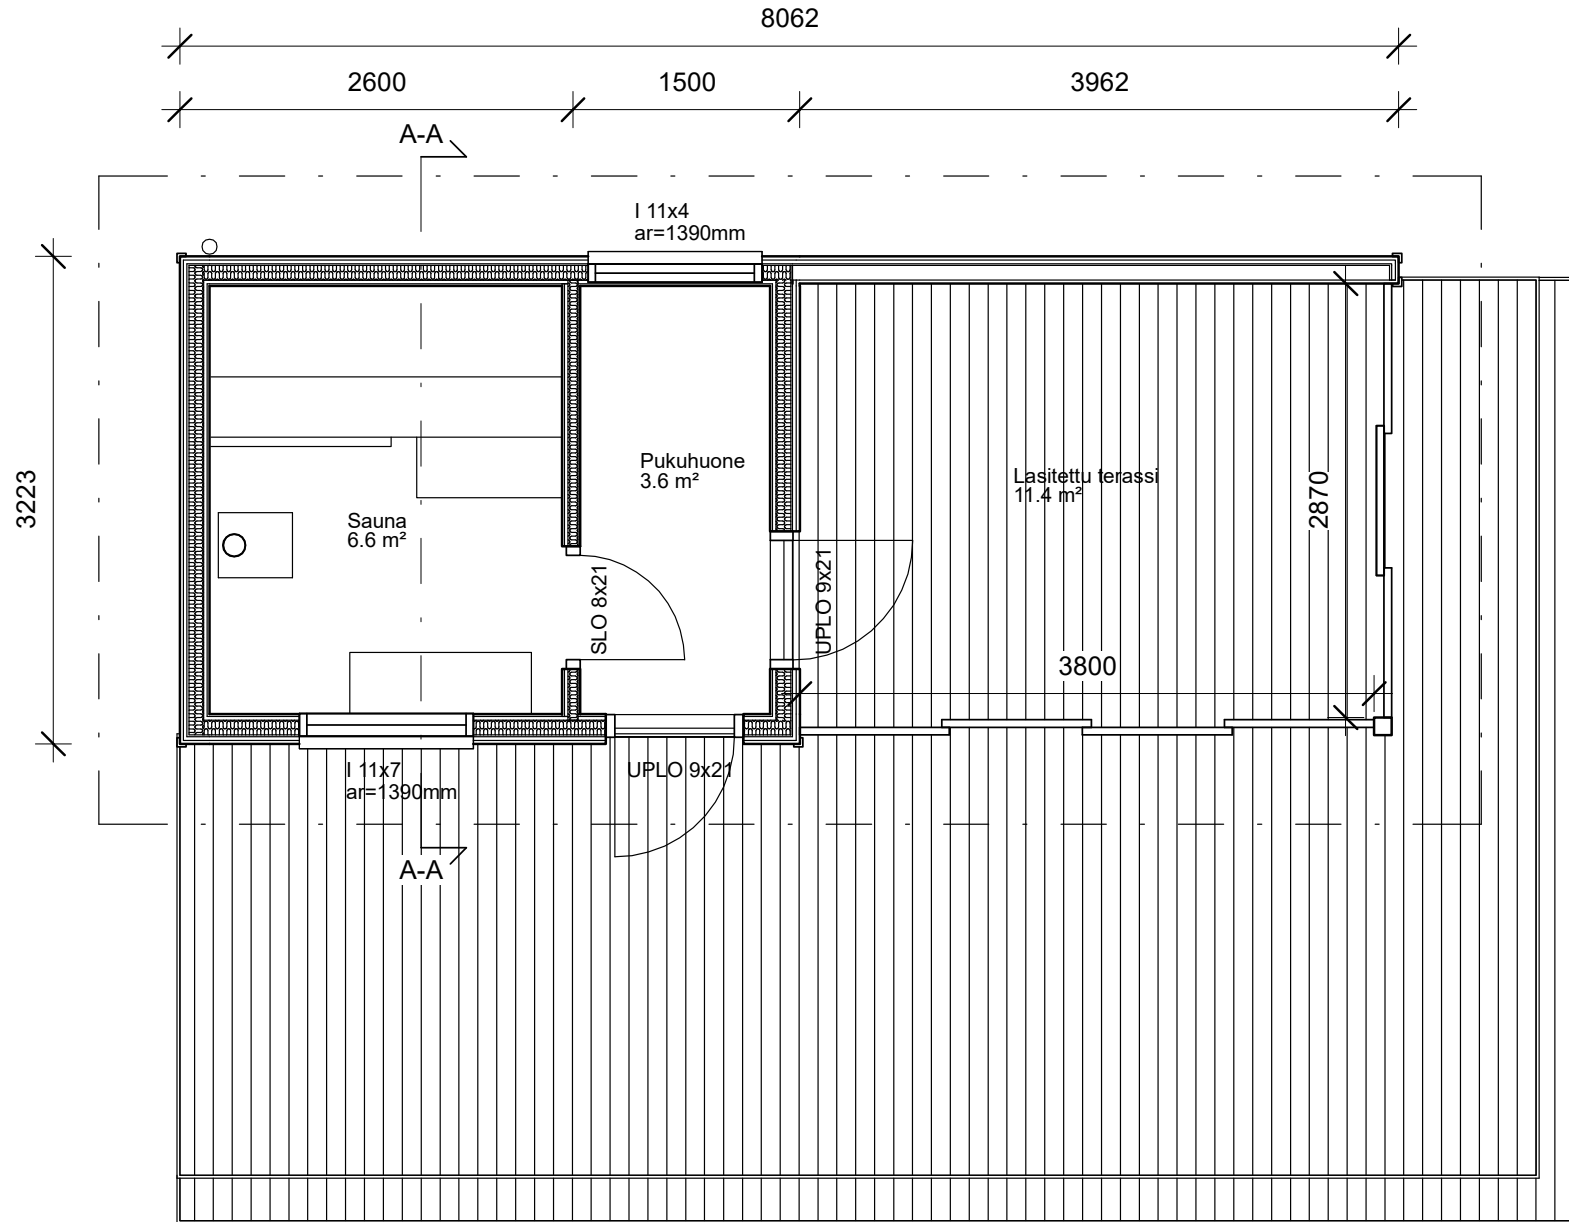 8062
2600
1500
3962
A-A
I 11x4
ar=1390mm
3223
Pukuhuone
3.6 m²
Lasitettu terassi
11.4 m²
2870
Sauna
6.6 m²
SLO 8x21
UPLO 9x21
3800
I 11x7
ar=1390mm
UPLO 9x21
A-A